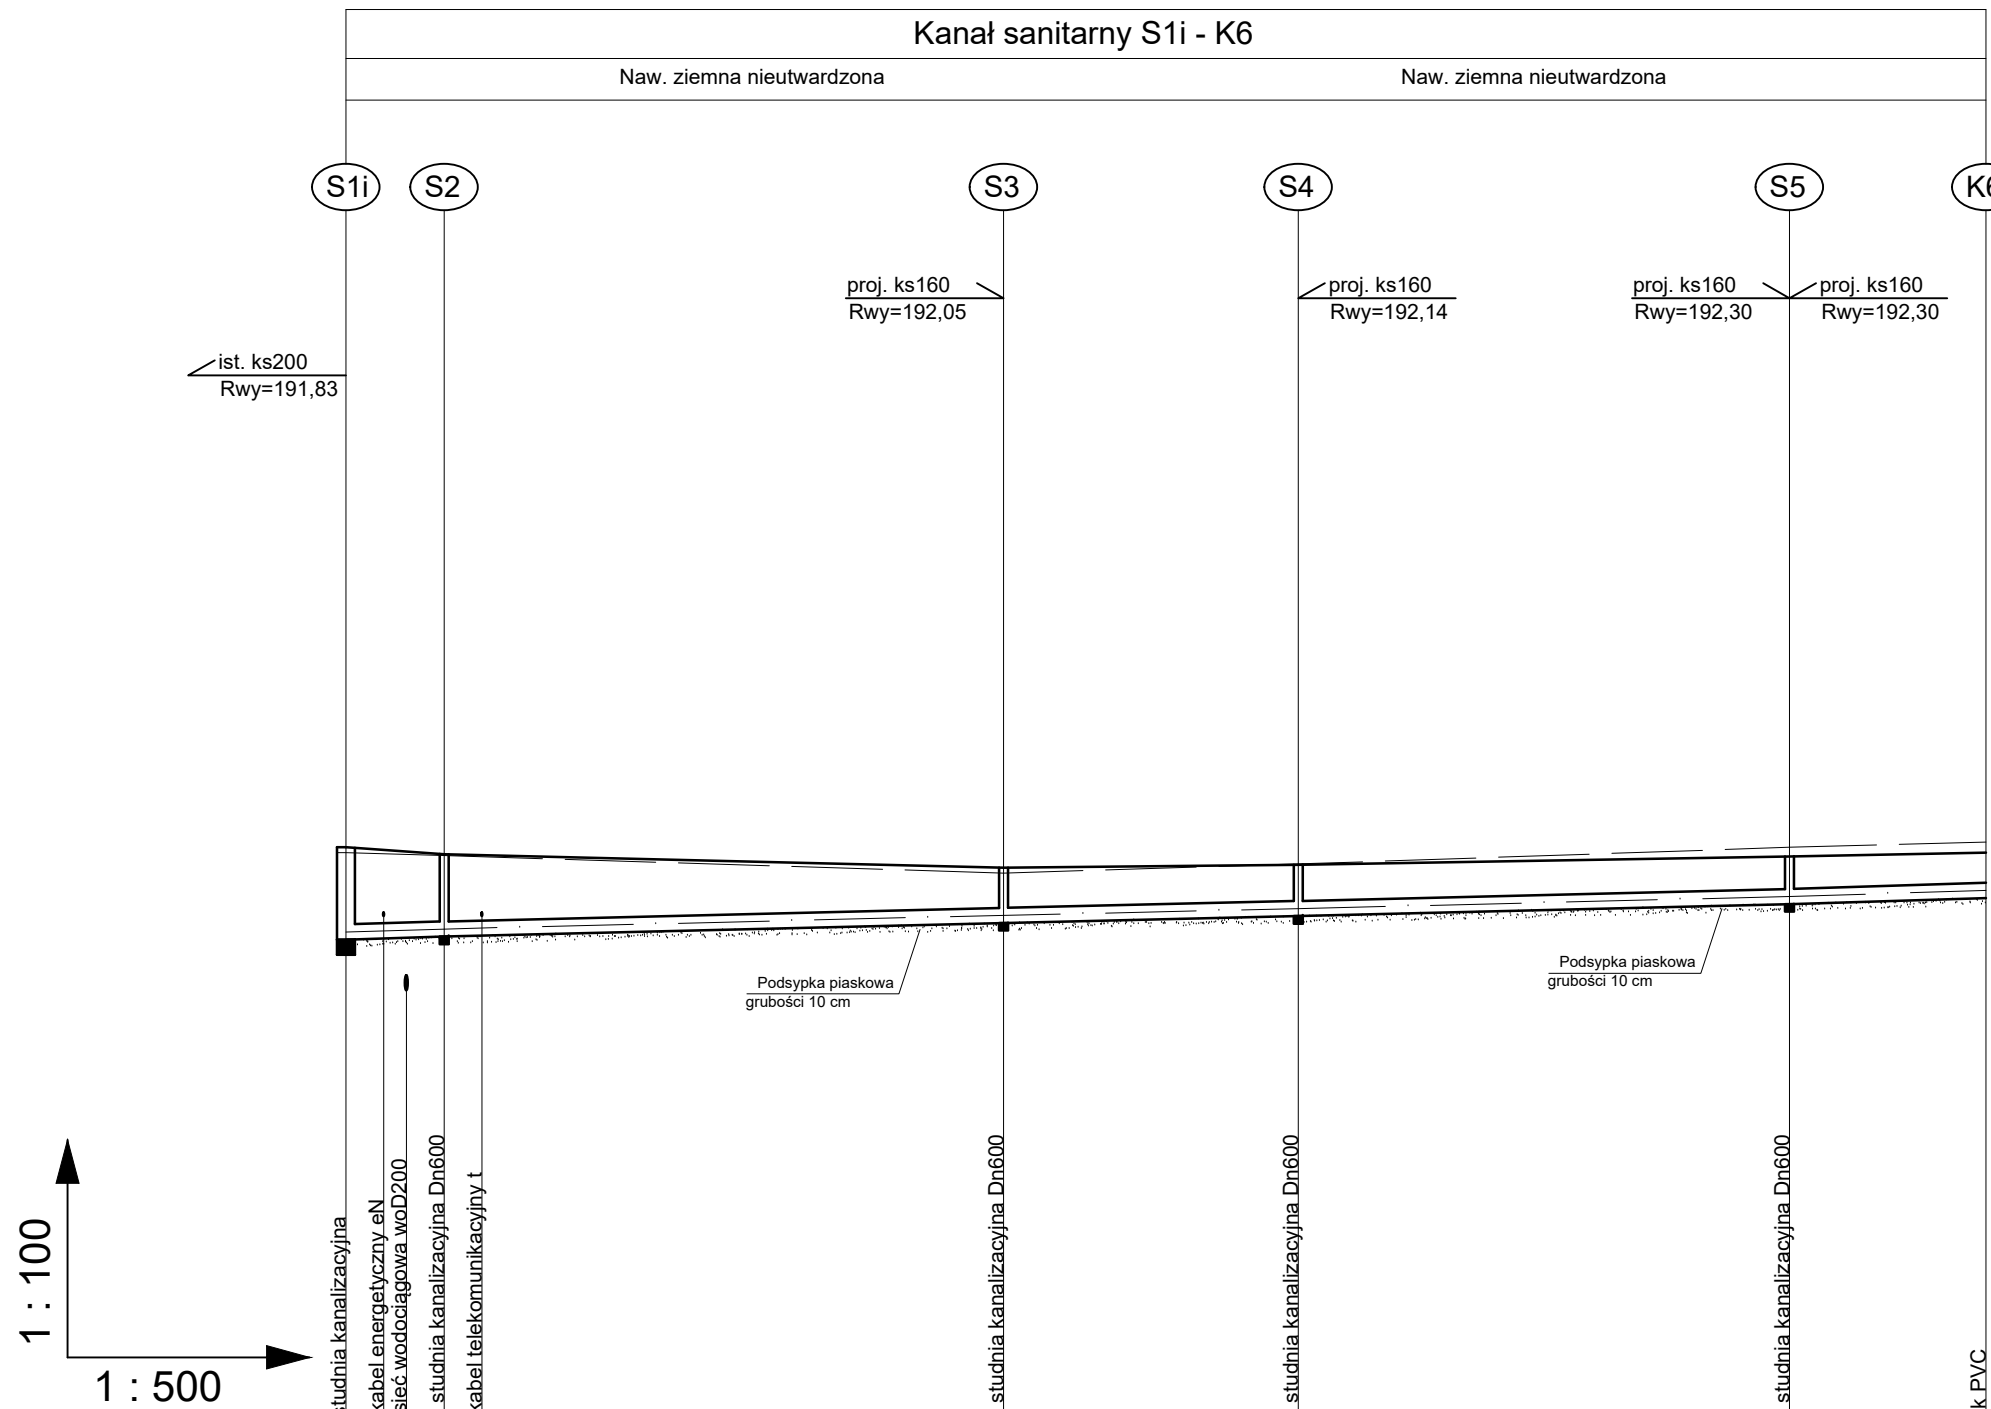 Kanał sanitarny S1i - K6
Naw. ziemna nieutwardzona
Naw. ziemna nieutwardzona
S1i
S2
S3
S4
S5
K6
proj. ks160
Rwy=192,05
proj. ks160
Rwy=192,14
proj. ks160
Rwy=192,30
proj. ks160
Rwy=192,30
ist. ks200
Rwy=191,83
Podsypka piaskowa
grubości 10 cm
Podsypka piaskowa
grubości 10 cm
1 : 100
1 : 500
studnia kanalizacyjna
kabel energetyczny eN
sieć wodociągowa woD200
studnia kanalizacyjna Dn600
kabel telekomunikacyjny t
studnia kanalizacyjna Dn600
studnia kanalizacyjna Dn600
studnia kanalizacyjna Dn600
k PVC